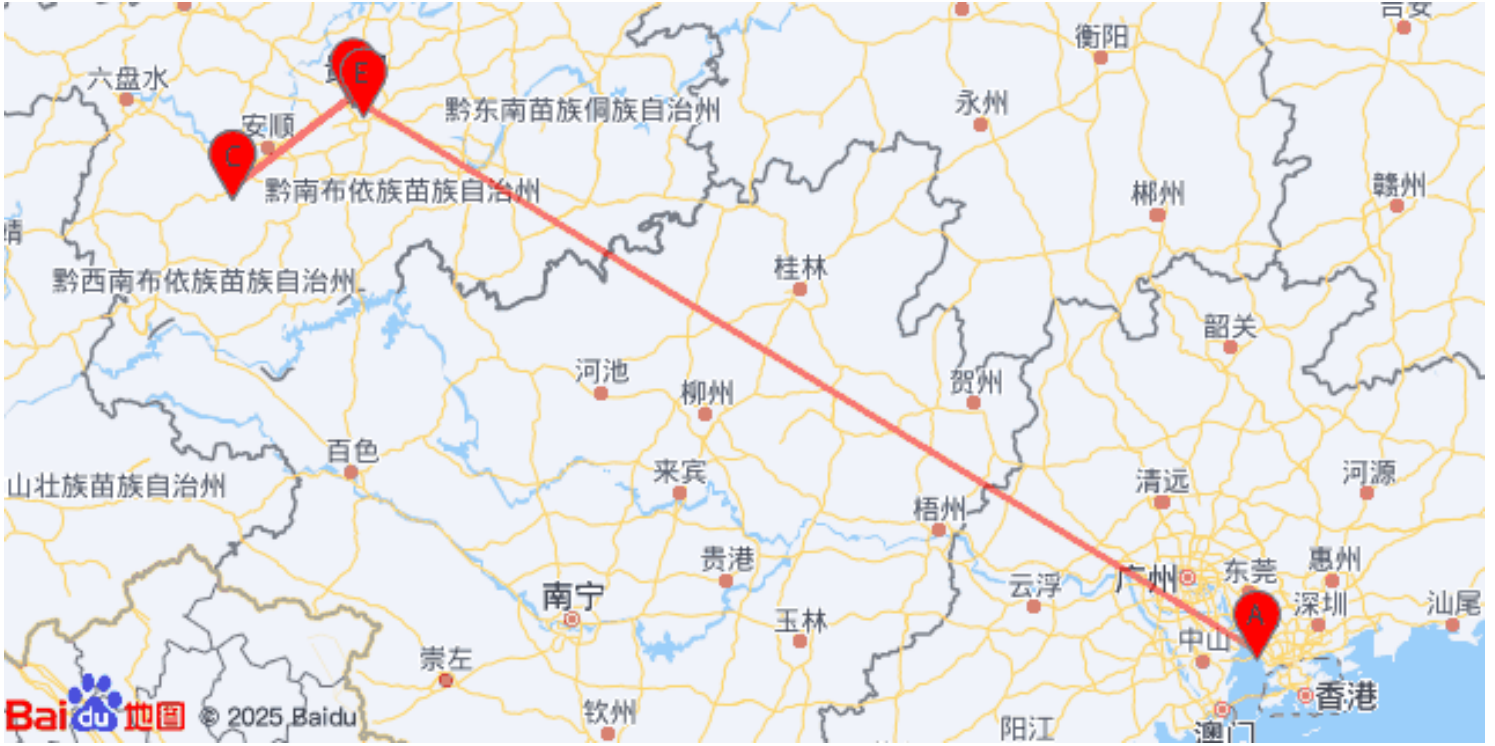 吉安
衡阳
六盘水
E
永州
黔东南苗族侗族自治州
安顺
C
黔南布依族苗族自治州
赣州
郴州
靖
桂林
黔西南布依族苗族自治州
韶关
河池
柳州
贺州
百色
来宾
清远
河源
山壮族苗族自治州
梧州
贵港
惠州
东莞
广州
云浮
南宁
A
深圳
汕尾
玉林
中山
崇左
香港
Bai du 地图 © 2025 Baidu
钦州
阳江
澳门